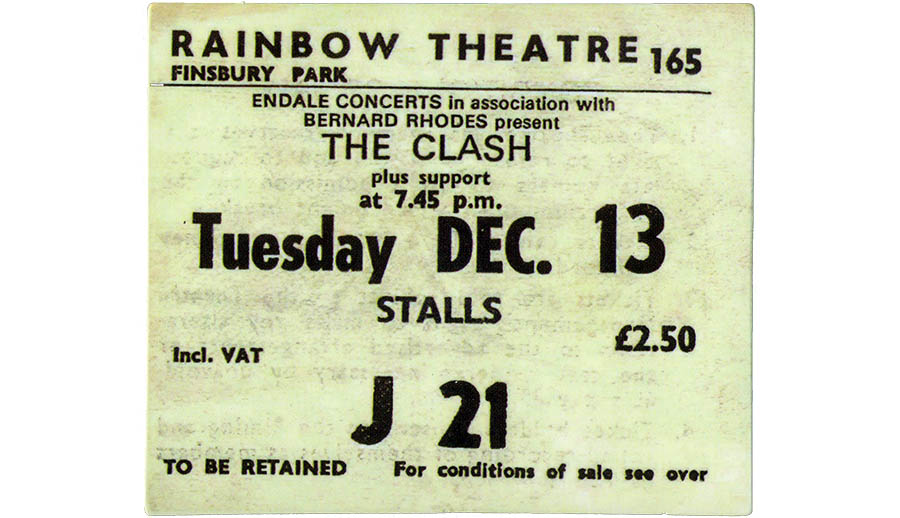 RAINBOW THEATRE 165
FINSBURY PARK
ENDALE CONCERTS in association with
BERNARD RHODES present
THE CLASH
plus support
at 7.45 p.m.
Tuesday DEC. 13
STALLS
£2.50
Incl. VAT
J 21
TO BE RETAINED For conditions of sale see over